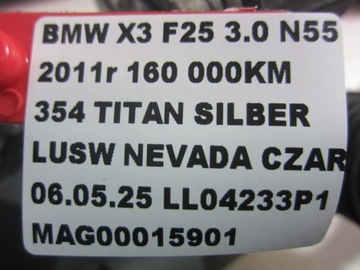 BMW X3 F25 3.0 N55
2011r 160 000KM
354 TITAN SILBER
LUSW NEVADA CZAR
06.05.25 LL04233P1
MAG00015901